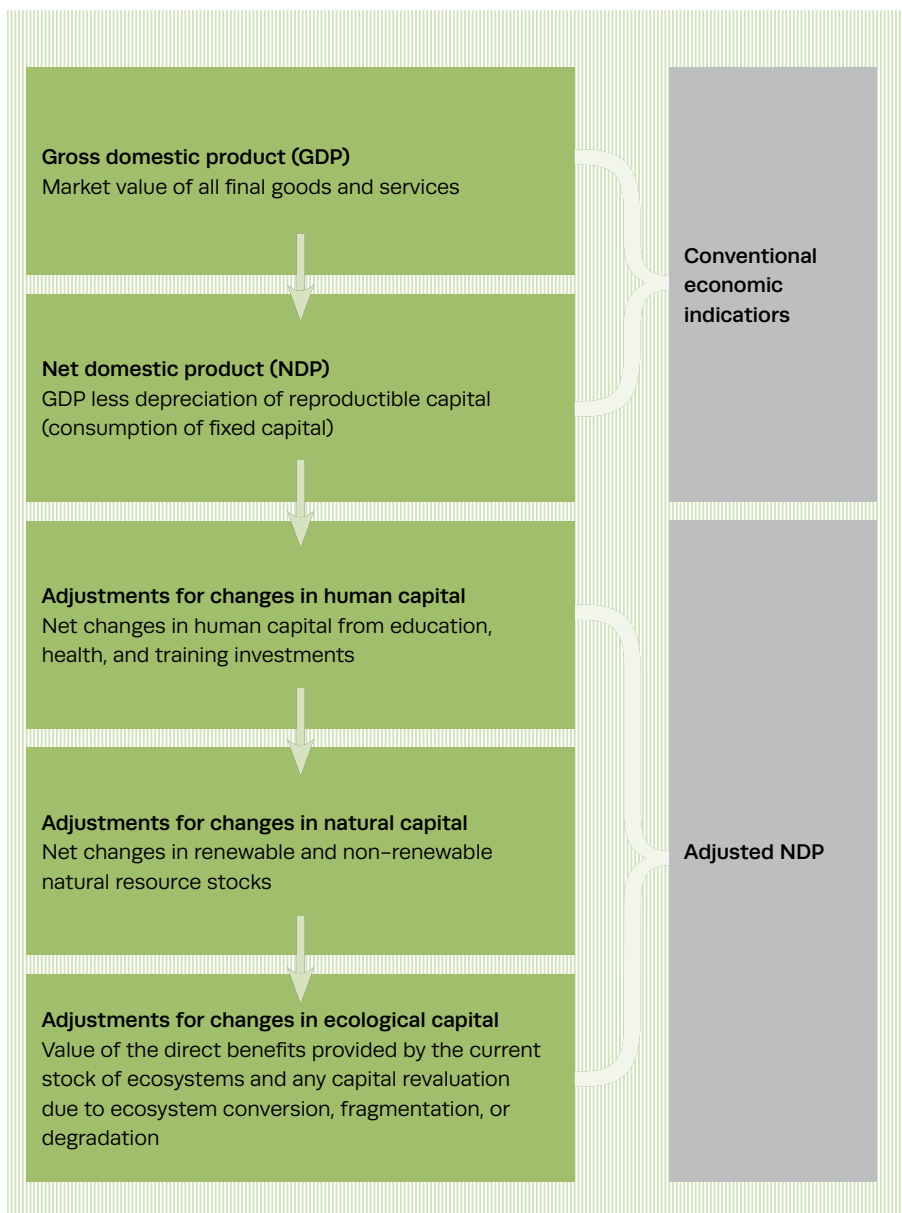 Gross domestic product (GDP)
Market value of all final goods and services
Conventional
economic
indicatiors
Net domestic product (NDP)
GDP less depreciation of reproductible capital
(consumption of fixed capital)
Adjustments for changes in human capital
Net changes in human capital from education,
health, and training investments
Adjustments for changes in natural capital
Net changes in renewable and non–renewable
natural resource stocks
Adjusted NDP
Adjustments for changes in ecological capital
Value of the direct benefits provided by the current
stock of ecosystems and any capital revaluation
due to ecosystem conversion, fragmentation, or
degradation